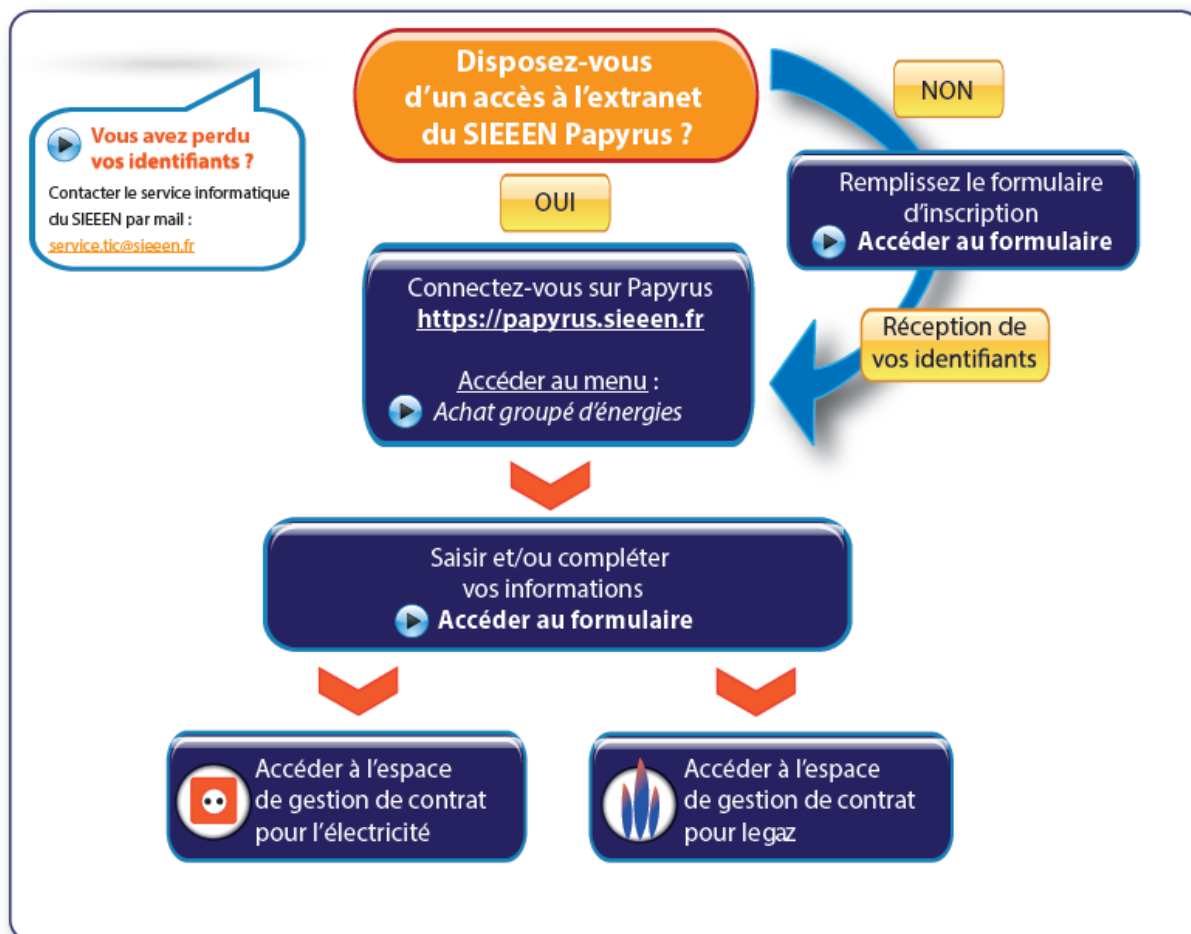 Disposez-vous
d'un accès à l'extranet
du SIEEEN Papyrus ?
NON
Vous avez perdu
vos identifiants ?
Contacter le service informatique
du SIEEEN par mail :
service.tic@sieeen.fr
OUI
Remplissez le formulaire
d'inscription
Accéder au formulaire
Connectez-vous sur Papyrus
https://papyrus.sieeen.fr
Accéder au menu :
Achat groupé d'énergies
Réception de
vos identifiants
Saisir et/ou compléter
vos informations
Accéder au formulaire
Accéder à l'espace
de gestion de contrat
pour l'électricité
Accéder à l'espace
de gestion de contrat
pour le gaz